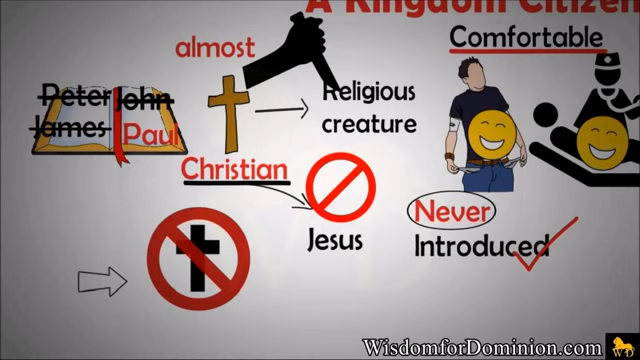 A Kingdom Citizen
almost
Comfortable
Peter John
James Paul
Religious
creature
Christian
Never
Jesus
Introduced
WisdomforDominion.com